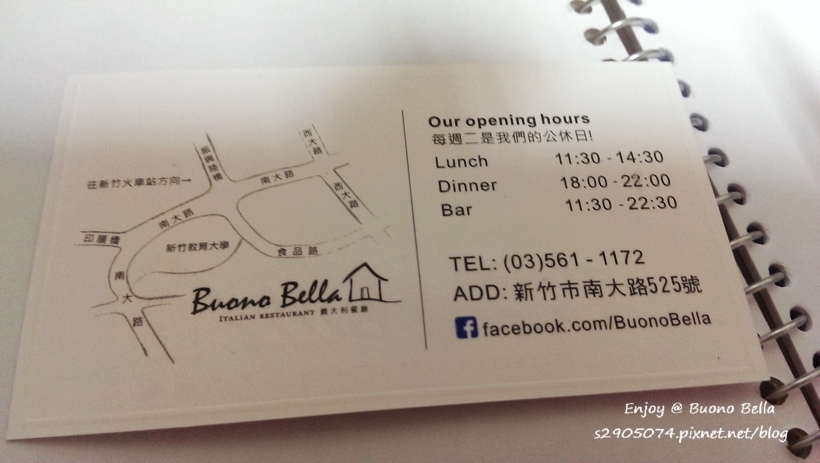 Our opening hours
每週二是我們的公休日!
Lunch 11:30 - 14:30
Dinner 18:00 - 22:00
Bar 11:30 - 22:30
TEL: (03)561 - 1172
ADD: 新竹市南大路525號
facebook.com/BuonoBella
西大路
往新竹火車站方向→
南大路
西大路
南大路
新竹教育大學
食品路
南大路
Buono Bella
ITALIAN RESTAURANT 義大利餐廳
Enjoy @ Buono Bella
s2905074.pixnet.net/blog